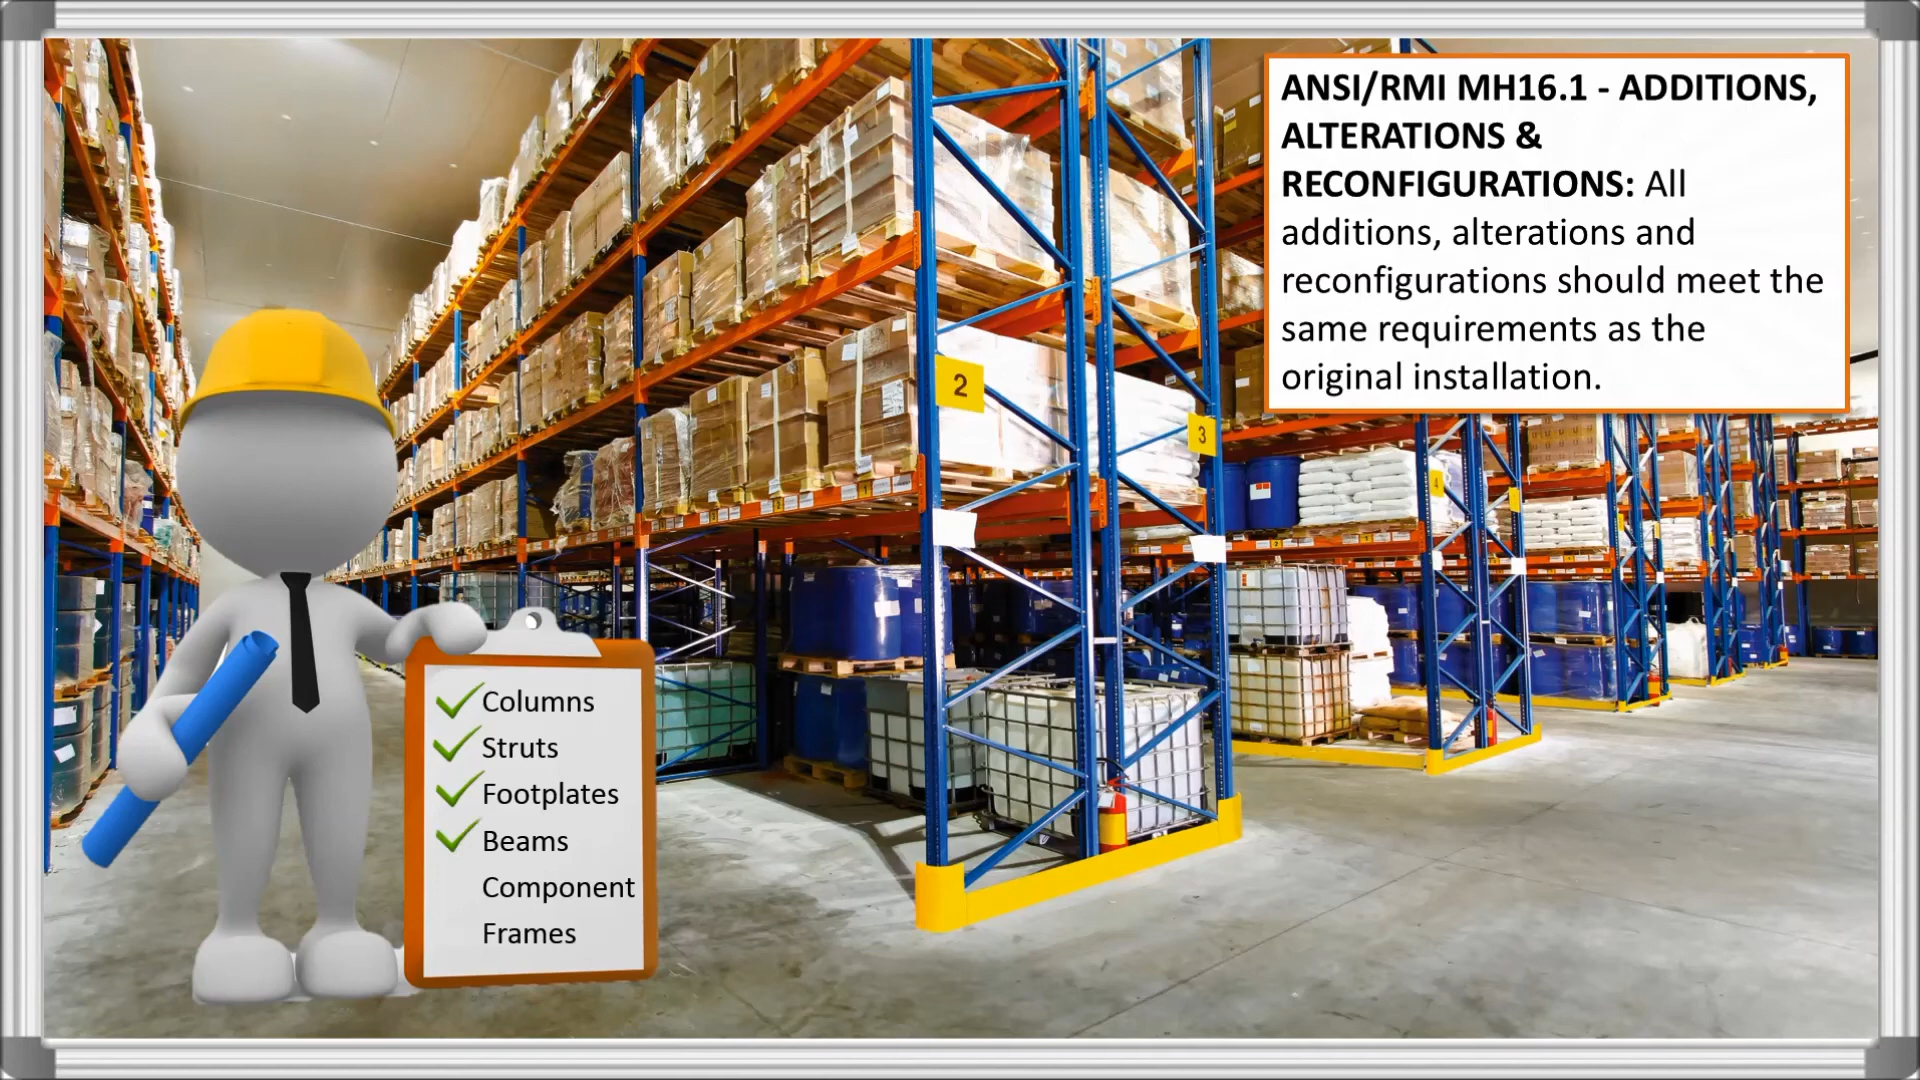 ANSI/RMI MH16.1 - ADDITIONS,
ALTERATIONS &
RECONFIGURATIONS: All
additions, alterations and
reconfigurations should meet the
same requirements as the
original installation.
2
3
4
Columns
Struts
Footplates
Beams
Component
Frames